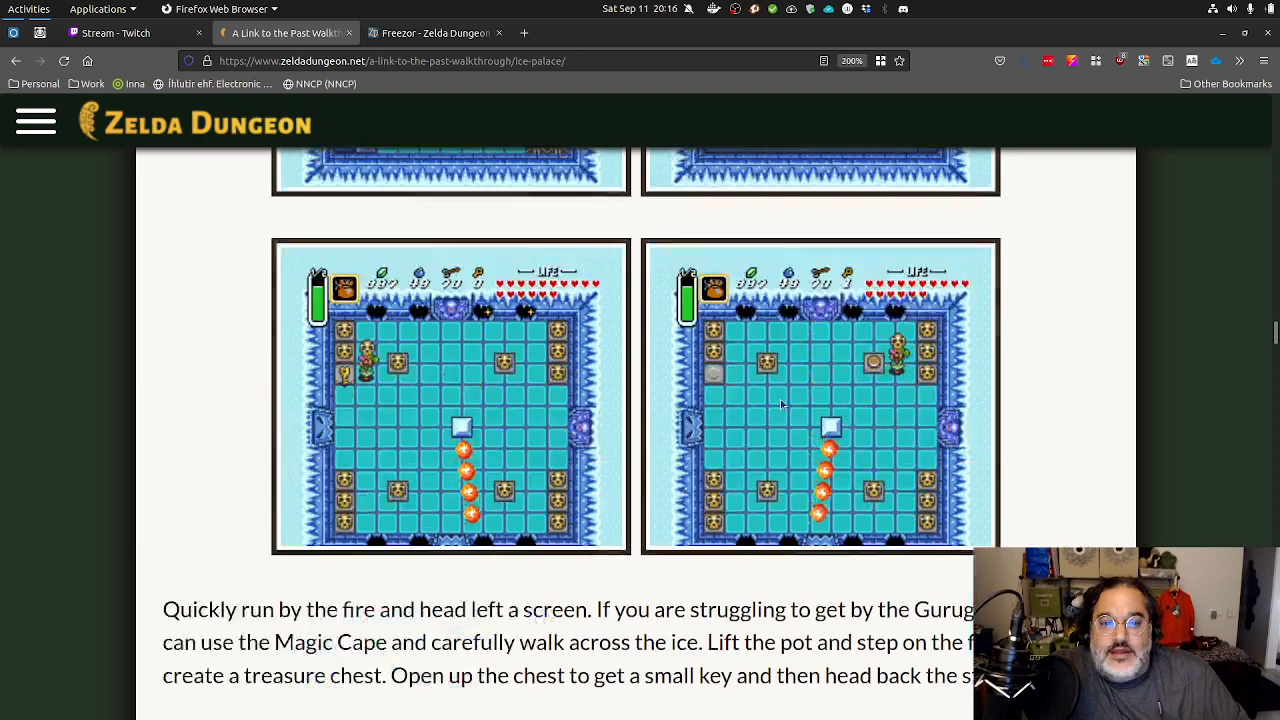 Activities Applications Firefox Web Browser Sat Sep 11 20:16
Stream - Twitch × A Link to the Past Walkth × Freezor - Zelda Dungeon × +
https://www.zeldadungeon.net/a-link-to-the-past-walkthrough/ice-palace/ 200%
Personal Work Inna Íhlutir ehf. Electronic ... NNCP (NNCP) Other Bookmarks
ZELDA DUNGEON
LIFE LIFE
Quickly run by the fire and head left a screen. If you are struggling to get by the Gurug
can use the Magic Cape and carefully walk across the ice. Lift the pot and step on the f
create a treasure chest. Open up the chest to get a small key and then head back the s